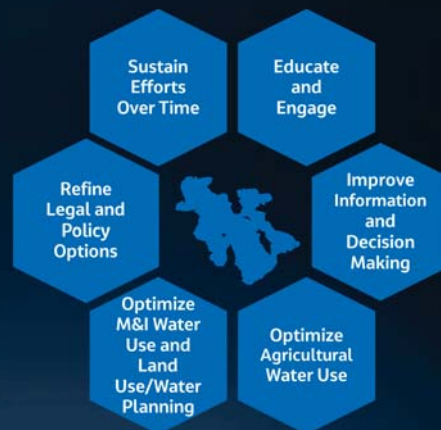 Sustain
Efforts
Over Time
Educate
and
Engage
Refine
Legal and
Policy
Options
Improve
Information
and
Decision
Making
Optimize
M&I Water
Use and
Land
Use/Water
Planning
Optimize
Agricultural
Water Use